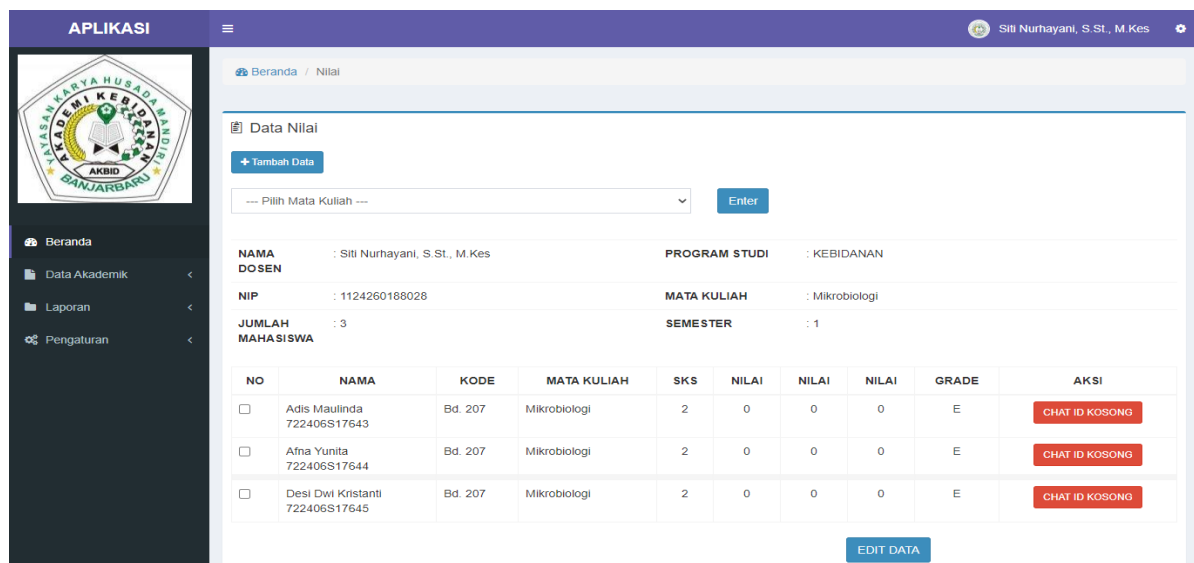 APLIKASI
Siti Nurhayani, S.St., M.Kes
YAYASAN KARYA HUSADA MANDIRI
AKADEMI KEBIDANAN
AKBID
BANJARBARU
Beranda
Data Akademik
Laporan
Pengaturan
Beranda / Nilai
Data Nilai
+ Tambah Data
--- Pilih Mata Kuliah --- Enter
NAMA DOSEN : Siti Nurhayani, S.St., M.Kes PROGRAM STUDI : KEBIDANAN
NIP : 1124260188028 MATA KULIAH : Mikrobiologi
JUMLAH MAHASISWA : 3 SEMESTER : 1
NO NAMA KODE MATA KULIAH SKS NILAI NILAI NILAI GRADE AKSI
Adis Maulinda Bd. 207 Mikrobiologi 2 0 0 0 E CHAT ID KOSONG
722406S17643
Afna Yunita Bd. 207 Mikrobiologi 2 0 0 0 E CHAT ID KOSONG
722406S17644
Desi Dwi Kristanti Bd. 207 Mikrobiologi 2 0 0 0 E CHAT ID KOSONG
722406S17645
EDIT DATA